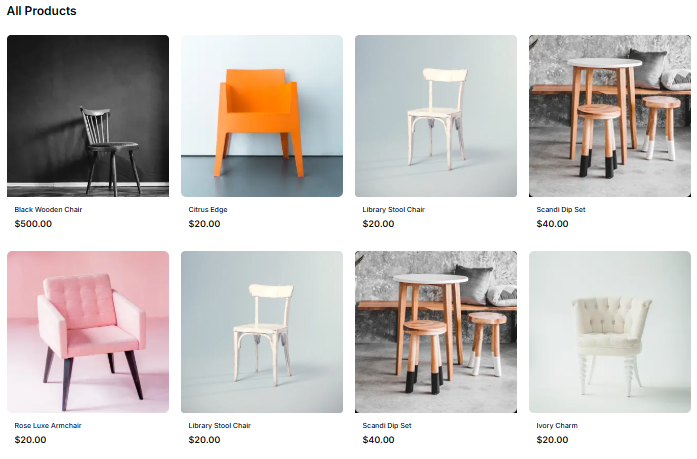 All Products
Black Wooden Chair
$500.00
Citrus Edge
$20.00
Library Stool Chair
$20.00
Scandi Dip Set
$40.00
Rose Luxe Armchair
$20.00
Library Stool Chair
$20.00
Scandi Dip Set
$40.00
Ivory Charm
$20.00